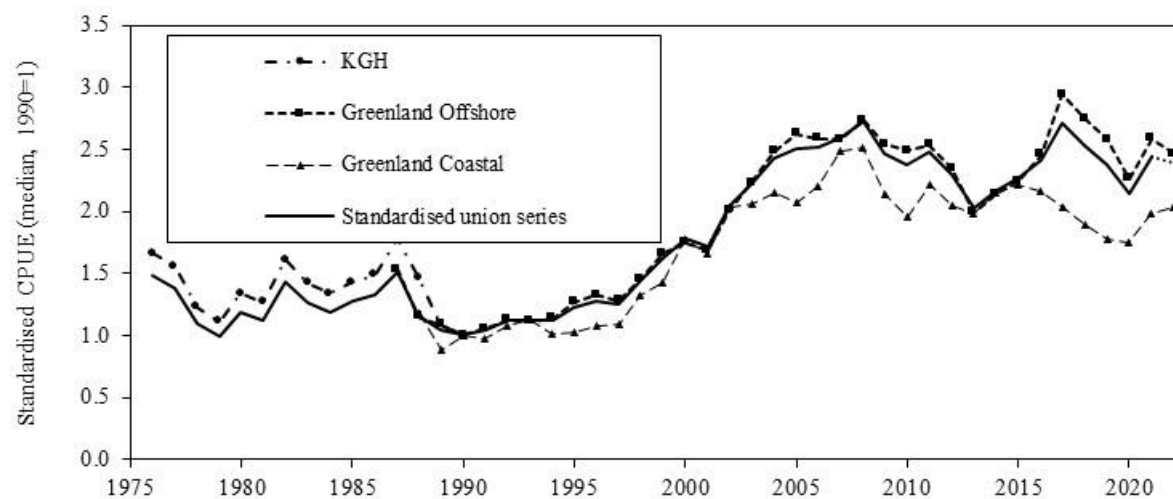 Standardised CPUE (median, 1990=1)
3.5
3.0
2.5
2.0
1.5
1.0
0.5
0.0
KGH
Greenland Offshore
Greenland Coastal
Standardised union series
1975 1980 1985 1990 1995 2000 2005 2010 2015 2020